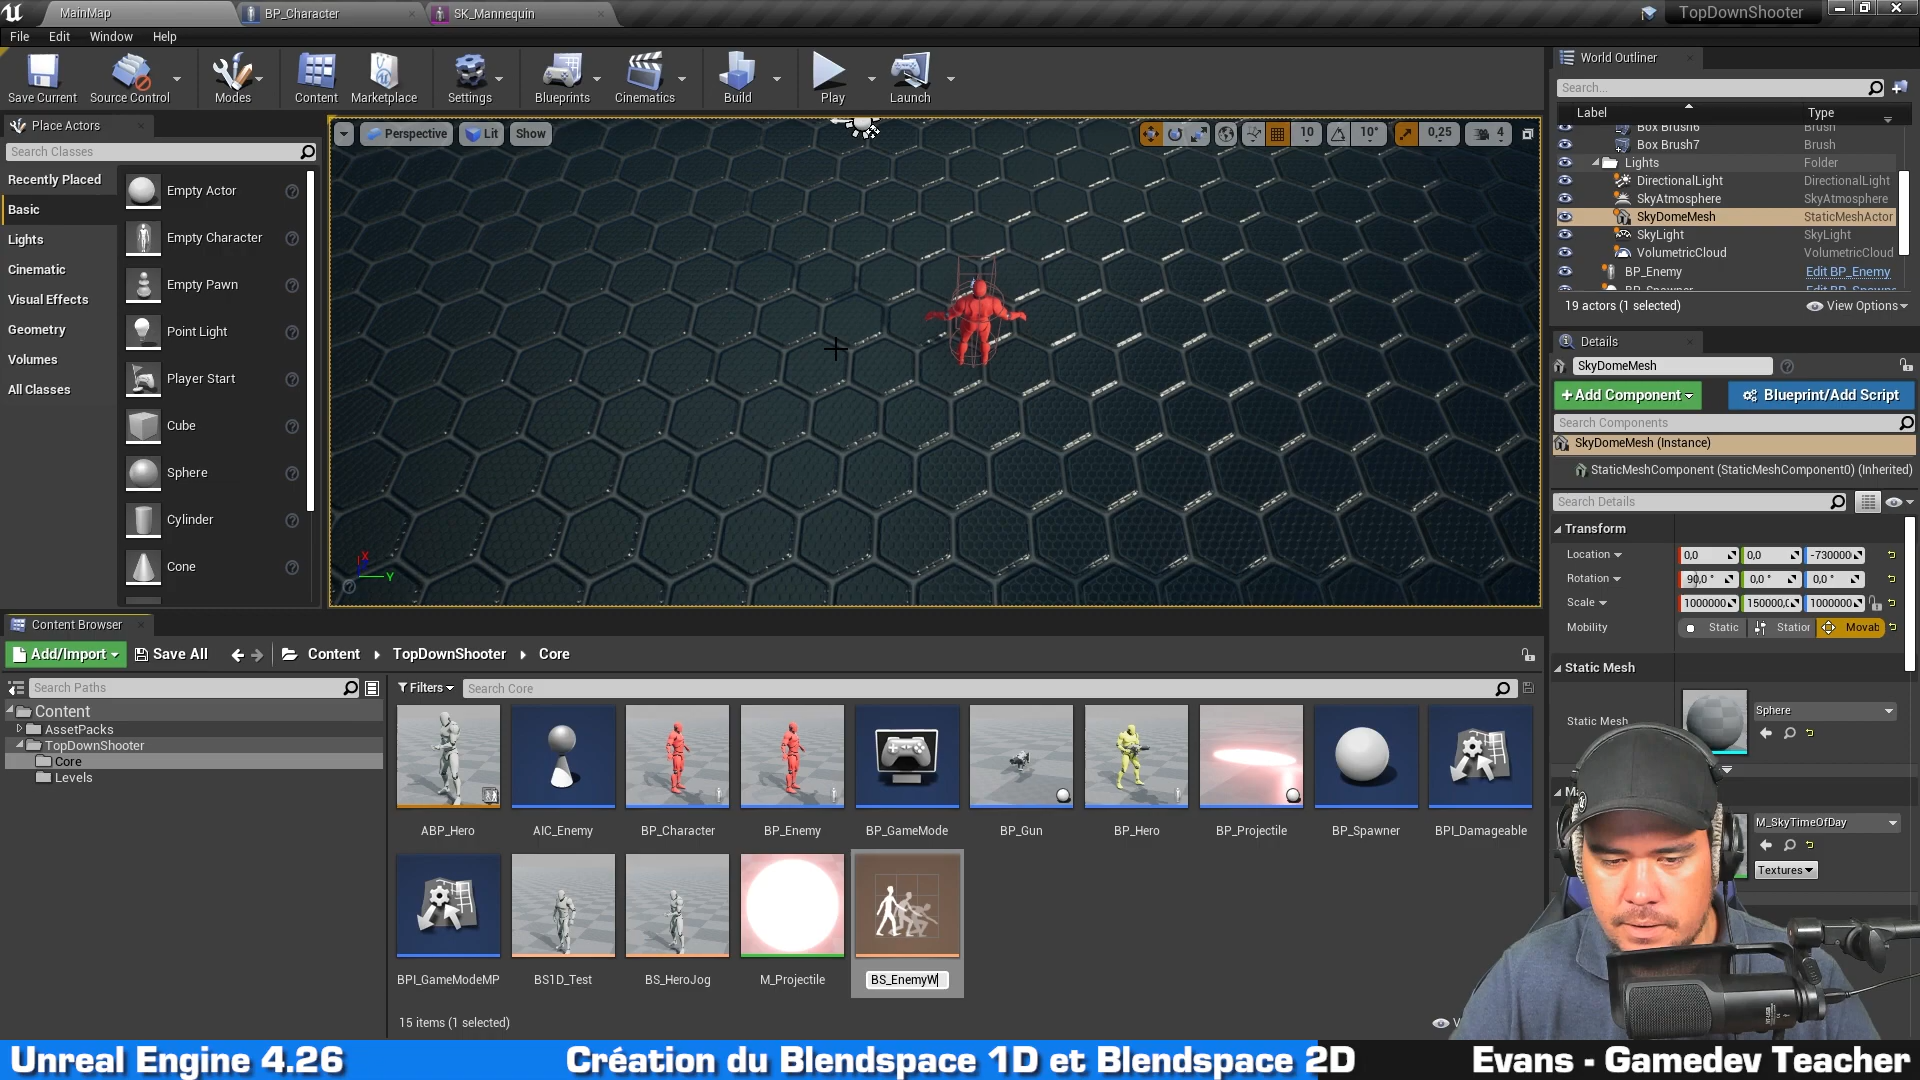 MainMap
BP_Character
SK_Mannequin
TopDownShooter
File Edit Window Help
Save Current
Source Control
Modes
Content
Marketplace
Settings
Blueprints
Cinematics
Build
Play
Launch
Place Actors
Search Classes
Recently Placed
Basic
Lights
Cinematic
Visual Effects
Geometry
Volumes
All Classes
Empty Actor
Empty Character
Empty Pawn
Point Light
Player Start
Cube
Sphere
Cylinder
Cone
Perspective
Lit
Show
10
10°
0,25
4
X
Y
World Outliner
Search...
Label Type
Box Brush6 Brush
Box Brush7 Brush
Lights Folder
DirectionalLight DirectionalLight
SkyAtmosphere SkyAtmosphere
SkyDomeMesh StaticMeshActor
SkyLight SkyLight
VolumetricCloud VolumetricCloud
BP_Enemy Edit BP_Enemy
19 actors (1 selected)
View Options
Details
SkyDomeMesh
+Add Component
Blueprint/Add Script
Search Components
SkyDomeMesh (Instance)
StaticMeshComponent (StaticMeshComponent0) (Inherited)
Search Details
Transform
Location 0,0 0,0 -730000
Rotation 90,0 ° 0,0 ° 0,0 °
Scale 1000000 150000,0 1000000
Mobility Static Station Movab
Static Mesh
Static Mesh
Sphere
M_SkyTimeOfDay
Textures
Content Browser
Add/Import
Save All
Content
TopDownShooter
Core
Search Paths
Filters
Search Core
Content
AssetPacks
TopDownShooter
Core
Levels
ABP_Hero
AIC_Enemy
BP_Character
BP_Enemy
BP_GameMode
BP_Gun
BP_Hero
BP_Projectile
BP_Spawner
BPI_Damageable
BPI_GameModeMP
BS1D_Test
BS_HeroJog
M_Projectile
BS_EnemyW
15 items (1 selected)
Unreal Engine 4.26
Création du Blendspace 1D et Blendspace 2D
Evans - Gamedev Teacher